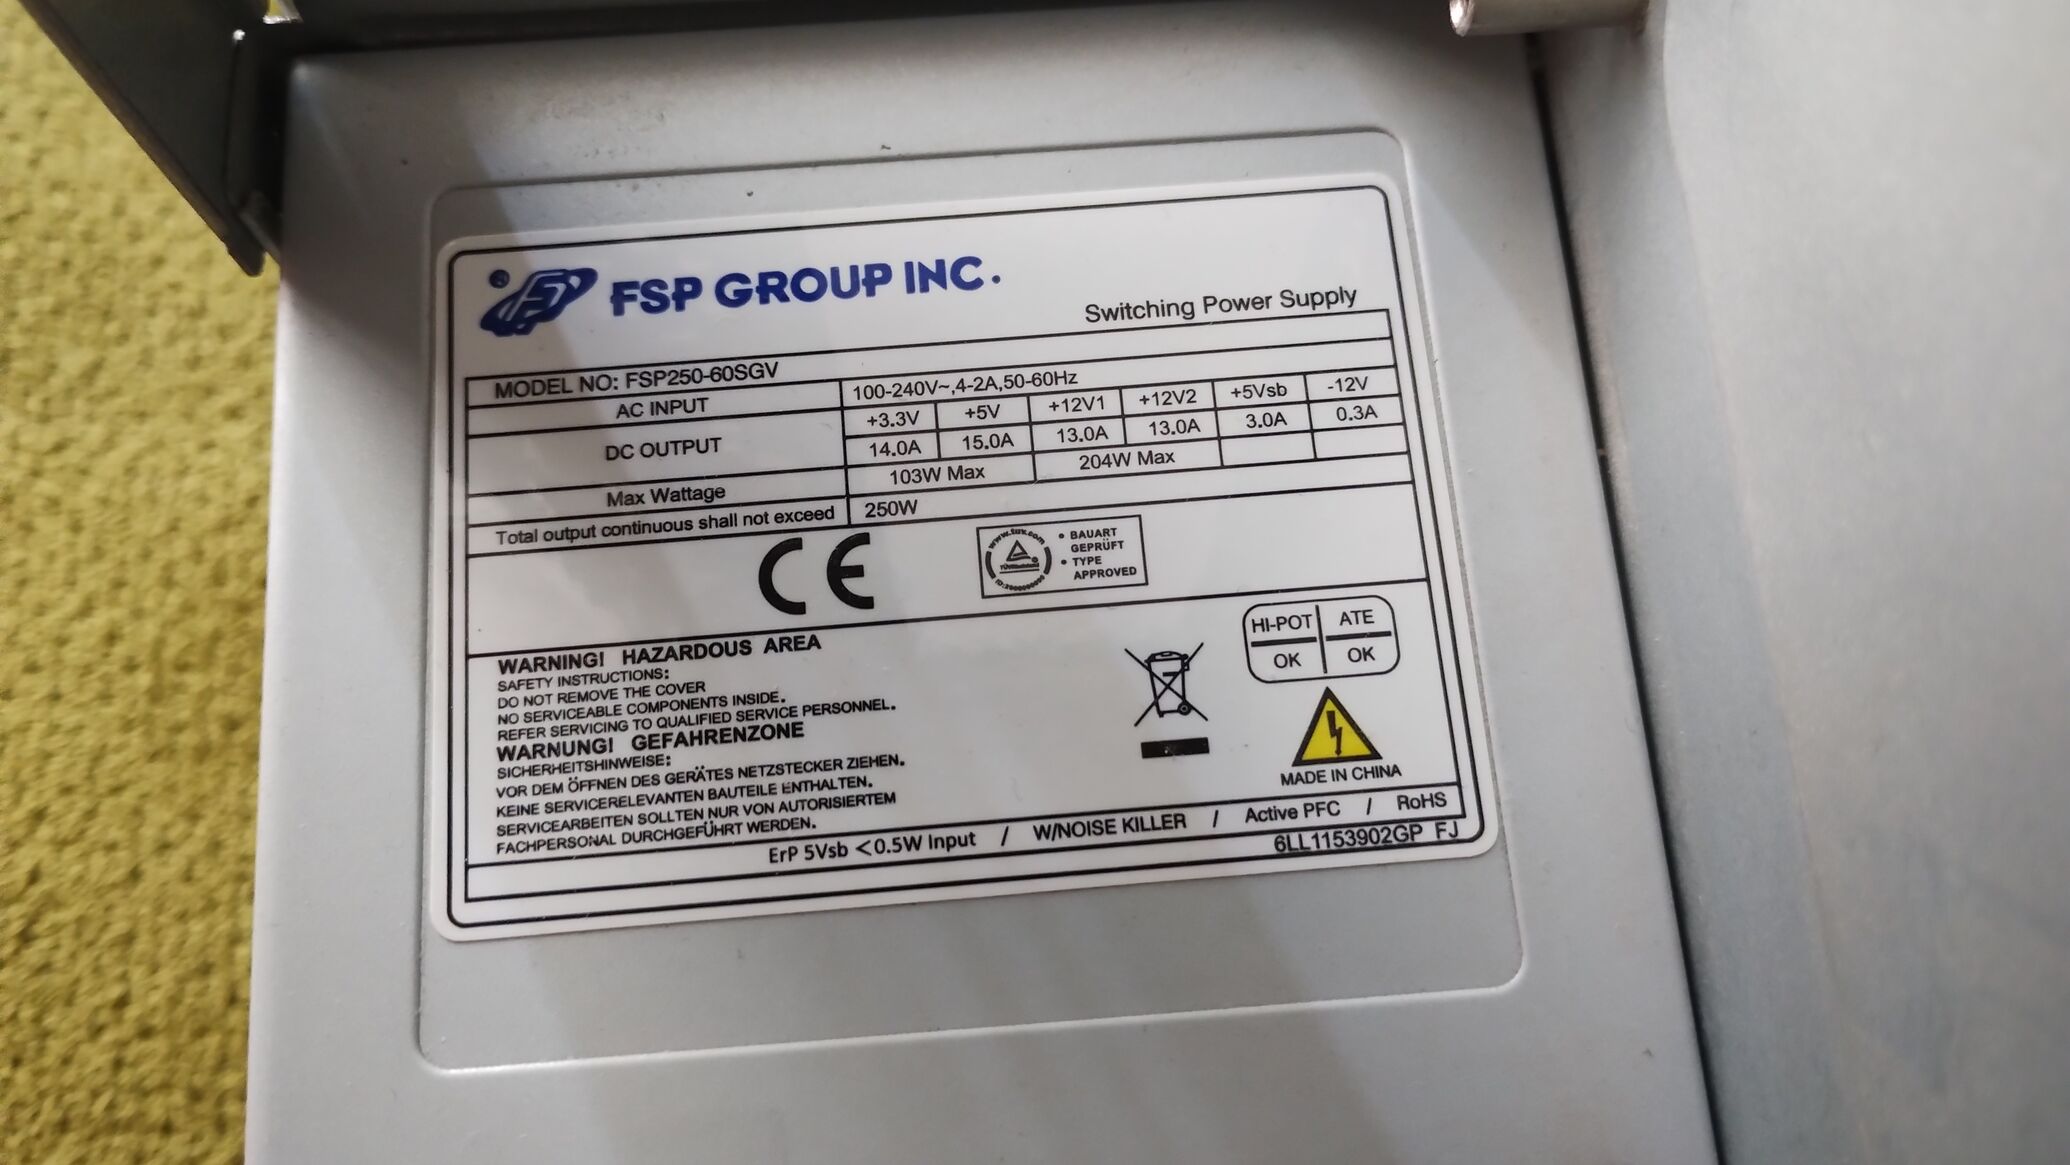 FSP GROUP INC.
Switching Power Supply
MODEL NO: FSP250-60SGV
AC INPUT 100-240V~,4-2A,50-60Hz
DC OUTPUT +3.3V +5V +12V1 +12V2 +5Vsb -12V
14.0A 15.0A 13.0A 13.0A 3.0A 0.3A
Max Wattage 103W Max 204W Max
Total output continuous shall not exceed 250W
CE
www.tuv.com
• BAUART
GEPRÜFT
• TYPE
APPROVED
HI-POT ATE
OK OK
WARNING! HAZARDOUS AREA
SAFETY INSTRUCTIONS:
DO NOT REMOVE THE COVER
NO SERVICEABLE COMPONENTS INSIDE.
REFER SERVICING TO QUALIFIED SERVICE PERSONNEL.
WARNUNG! GEFAHRENZONE
SICHERHEITSHINWEISE:
VOR DEM ÖFFNEN DES GERÄTES NETZSTECKER ZIEHEN.
KEINE SERVICERELEVANTEN BAUTEILE ENTHALTEN.
SERVICEARBEITEN SOLLTEN NUR VON AUTORISIERTEM
FACHPERSONAL DURCHGEFÜHRT WERDEN.
MADE IN CHINA
ErP 5Vsb <0.5W Input / W/NOISE KILLER / Active PFC / RoHS
6LL1153902GP FJ